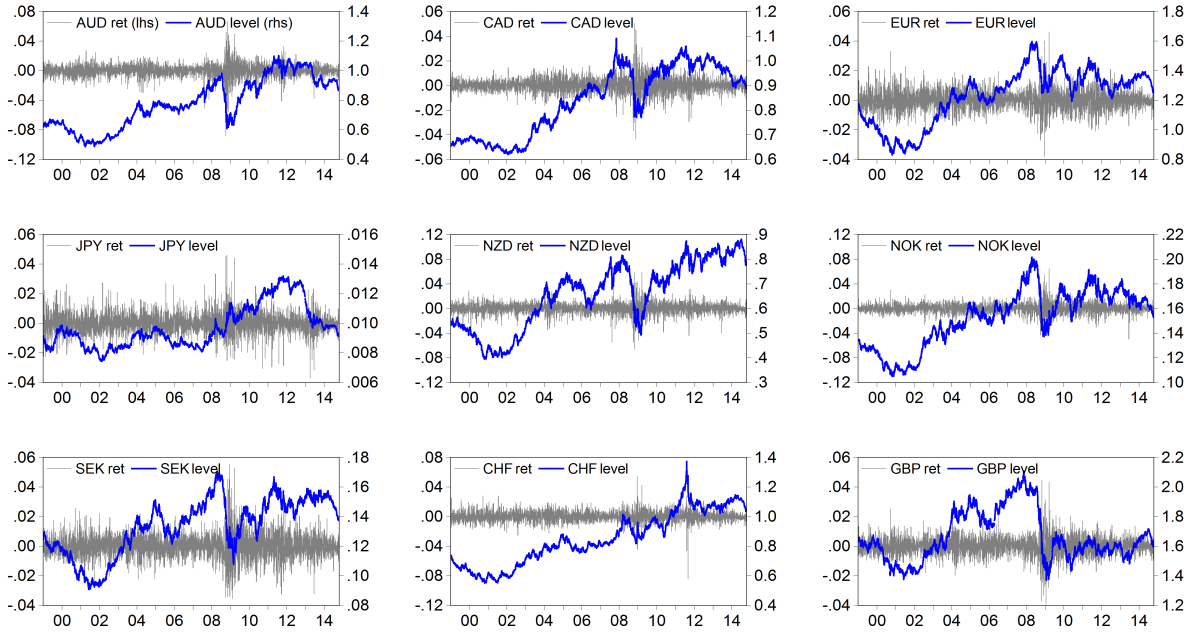 AUD ret (lhs) AUD level (rhs)
.08 .04 .00 -.04 -.08 -.12
1.4 1.2 1.0 0.8 0.6 0.4
00 02 04 06 08 10 12 14
CAD ret CAD level
.06 .04 .02 .00 -.02 -.04 -.06
1.2 1.1 1.0 0.9 0.8 0.7 0.6
00 02 04 06 08 10 12 14
EUR ret EUR level
.06 .04 .02 .00 -.02 -.04
1.8 1.6 1.4 1.2 1.0 0.8
00 02 04 06 08 10 12 14
JPY ret JPY level
.06 .04 .02 .00 -.02 -.04
.016 .014 .012 .010 .008 .006
00 02 04 06 08 10 12 14
NZD ret NZD level
.12 .08 .04 .00 -.04 -.08 -.12
.9 .8 .7 .6 .5 .4 .3
00 02 04 06 08 10 12 14
NOK ret NOK level
.12 .08 .04 .00 -.04 -.08 -.12
.22 .20 .18 .16 .14 .12 .10
00 02 04 06 08 10 12 14
SEK ret SEK level
.06 .04 .02 .00 -.02 -.04
.18 .16 .14 .12 .10 .08
00 02 04 06 08 10 12 14
CHF ret CHF level
.08 .04 .00 -.04 -.08 -.12
1.4 1.2 1.0 0.8 0.6 0.4
00 02 04 06 08 10 12 14
GBP ret GBP level
.06 .04 .02 .00 -.02 -.04
2.2 2.0 1.8 1.6 1.4 1.2
00 02 04 06 08 10 12 14